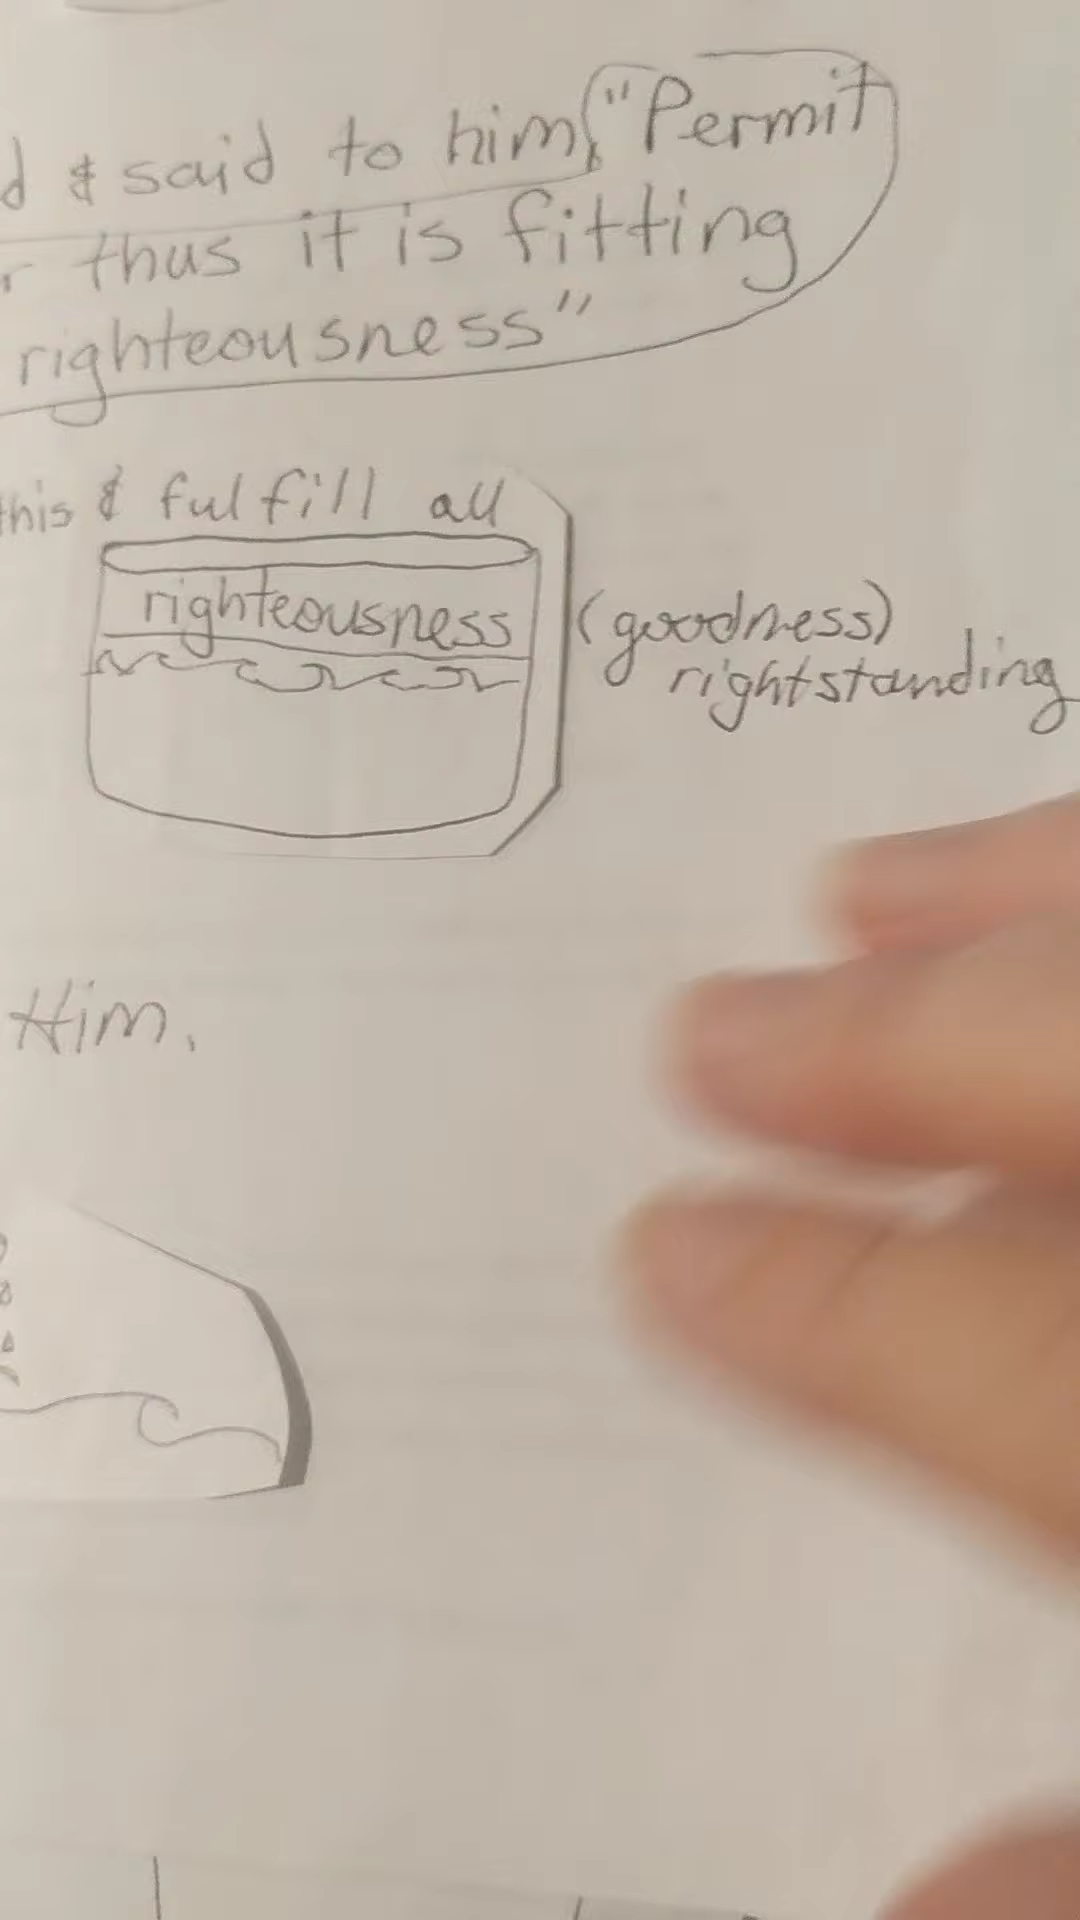 d & said to him, "Permit
r thus it is fitting
righteousness"
this & fulfill all
righteousness
(goodness)
rightstanding
Him.